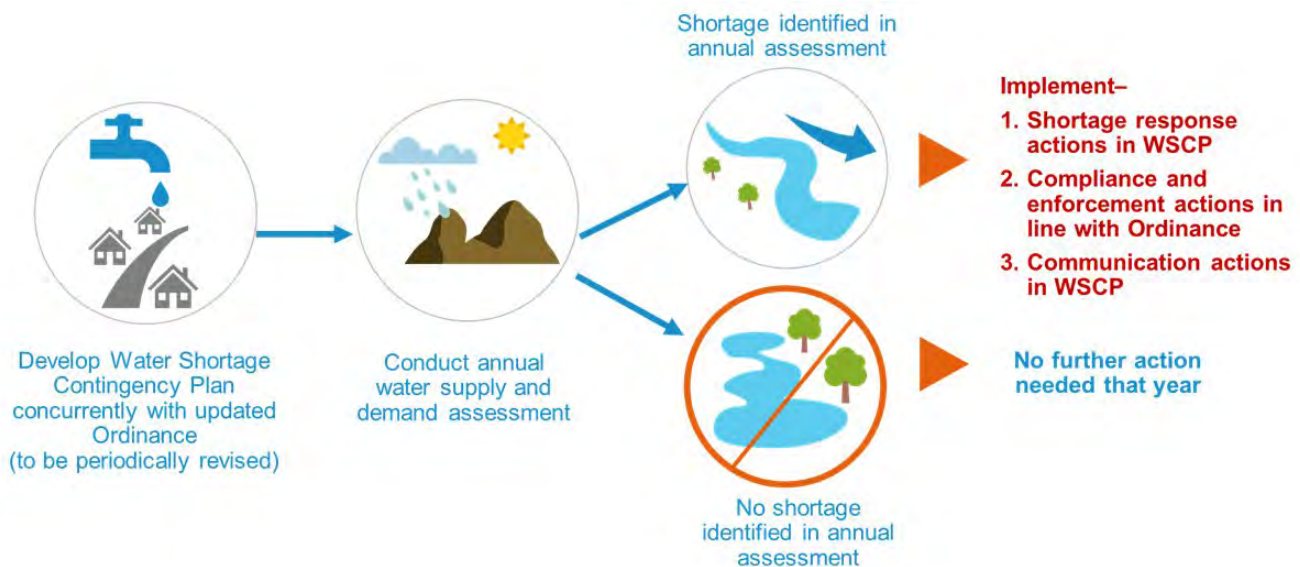 Develop Water Shortage
Contingency Plan
concurrently with updated
Ordinance
(to be periodically revised)
Conduct annual
water supply and
demand assessment
Shortage identified in
annual assessment
Implement–
1. Shortage response
actions in WSCP
2. Compliance and
enforcement actions in
line with Ordinance
3. Communication actions
in WSCP
No shortage
identified in annual
assessment
No further action
needed that year